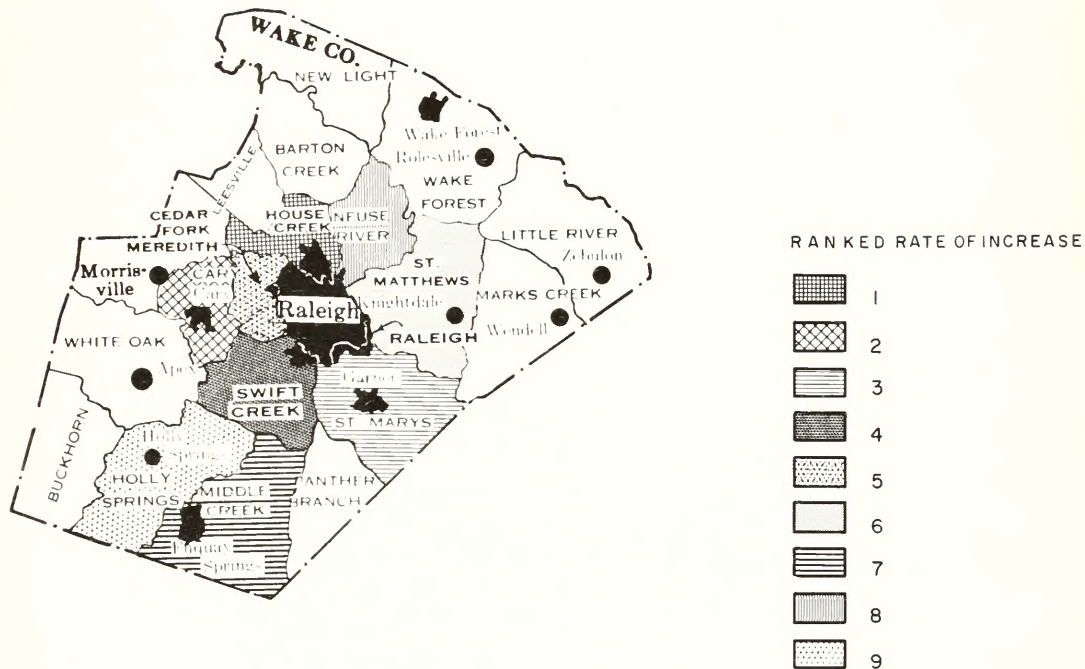 WAKE CO.
NEW LIGHT
Wake Forest
Rolesville
WAKE
FOREST
BARTON
CREEK
LEESVILLE
CEDAR
FORK
HOUSE
CREEK
NEUSE
RIVER
MEREDITH
LITTLE RIVER
Zebulon
Morris-
ville
CARY
Cary
ST.
MATTHEWS
Knightdale
MARKS CREEK
Wendell
Raleigh
RALEIGH
WHITE OAK
Apex
SWIFT
CREEK
Garner
ST MARYS
BUCKHORN
Holly
Springs
HOLLY
SPRINGS
MIDDLE
CREEK
PANTHER
BRANCH
Fuquay
Springs
RANKED RATE OF INCREASE
1
2
3
4
5
6
7
8
9